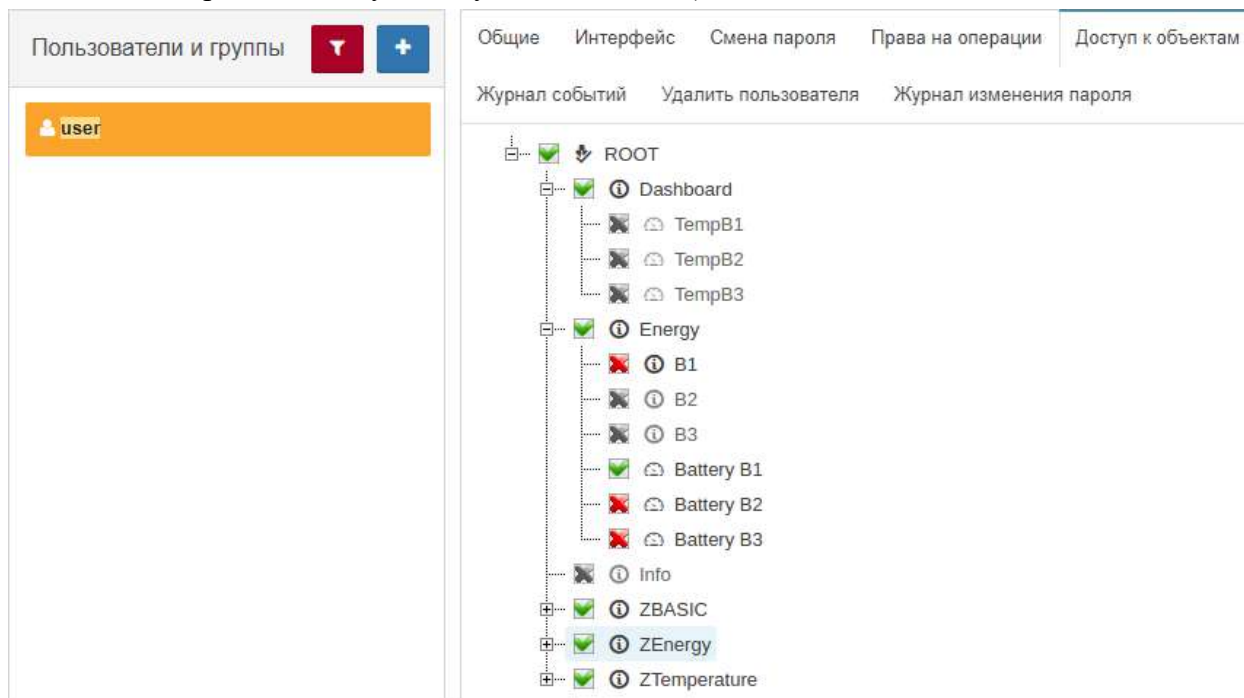 Пользователи и группы
user
Общие Интерфейс Смена пароля Права на операции Доступ к объектам
Журнал событий Удалить пользователя Журнал изменения пароля
ROOT
Dashboard
TempB1
TempB2
TempB3
Energy
B1
B2
B3
Battery B1
Battery B2
Battery B3
Info
ZBASIC
ZEnergy
ZTemperature